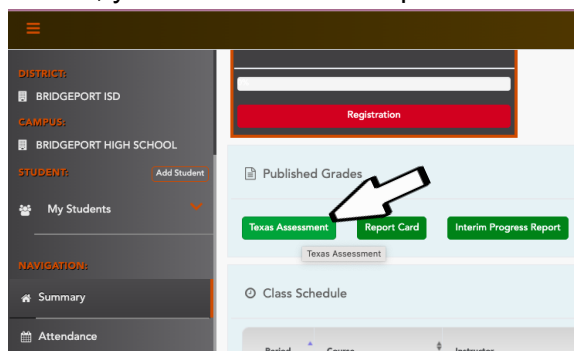 DISTRICT:
BRIDGEPORT ISD
CAMPUS:
BRIDGEPORT HIGH SCHOOL
STUDENT:
Add Student
My Students
NAVIGATION:
Summary
Attendance
Registration
Published Grades
Texas Assessment
Report Card
Interim Progress Report
Texas Assessment
Class Schedule
Period
Course
Instructor